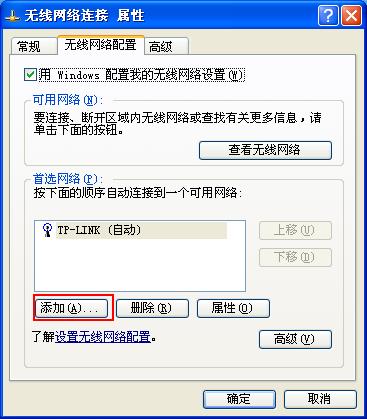 无线网络连接 属性
常规
无线网络配置
高级
用 Windows 配置我的无线网络设置(W)
可用网络(N):
要连接、断开区域内无线网络或查找有关更多信息，请
单击下面的按钮。
查看无线网络
首选网络(P):
按下面的顺序自动连接到一个可用网络:
TP-LINK (自动)
上移(U)
下移(D)
添加(A)...
删除(R)
属性(O)
了解设置无线网络配置。
高级(V)
确定
取消